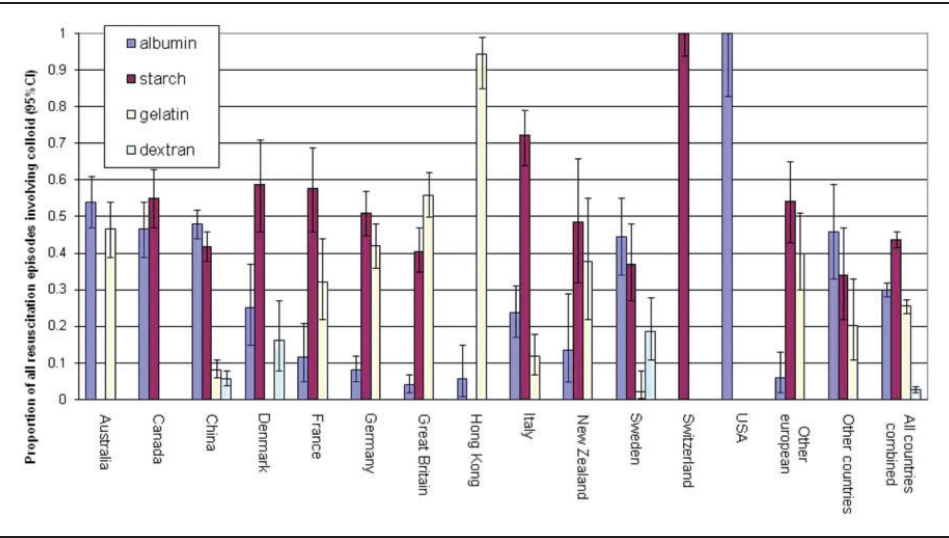 Proportion of all resuscitation episodes involving colloid (95% CI)
1
0.9
0.8
0.7
0.6
0.5
0.4
0.3
0.2
0.1
0
albumin
starch
gelatin
dextran
Australia
Canada
China
Denmark
France
Germany
Great Britain
Hong Kong
Italy
New Zealand
Sweden
Switzerland
USA
Other
european
Other countries
All countries
combined